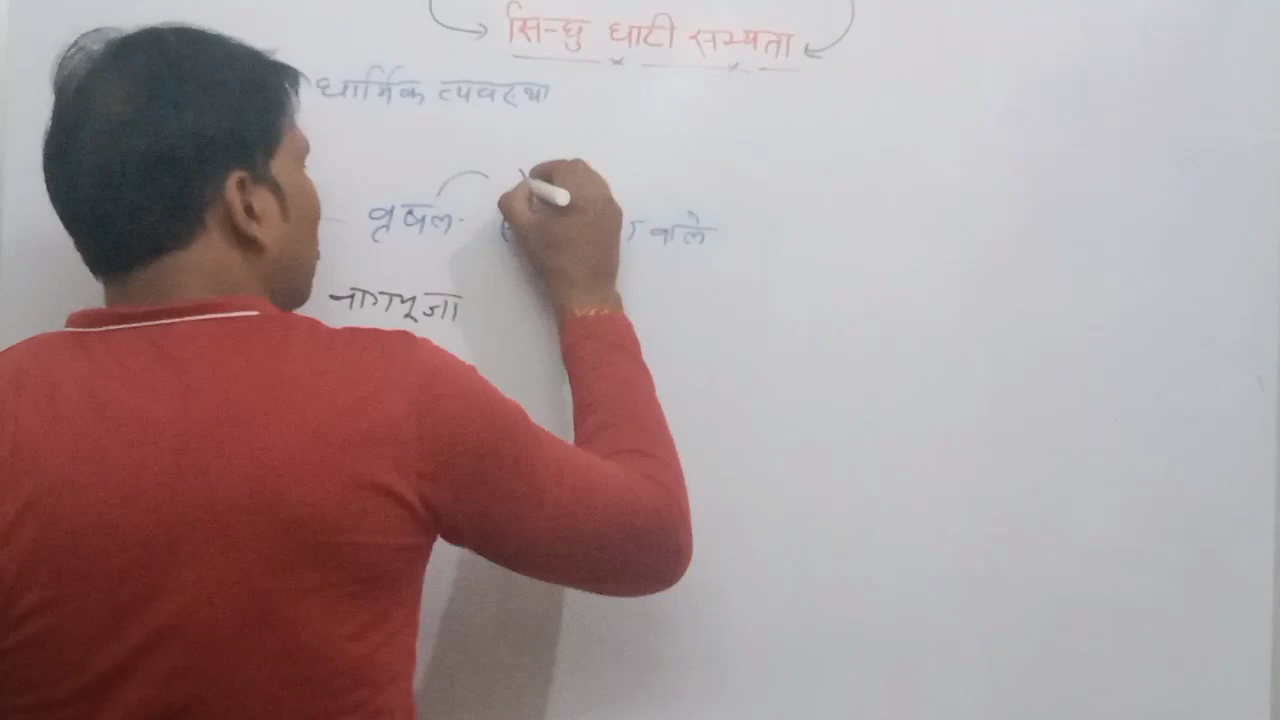 सिन्धु घाटी सभ्यता
धार्मिक व्यवस्था
वृषभ- वाले
नागपूजा